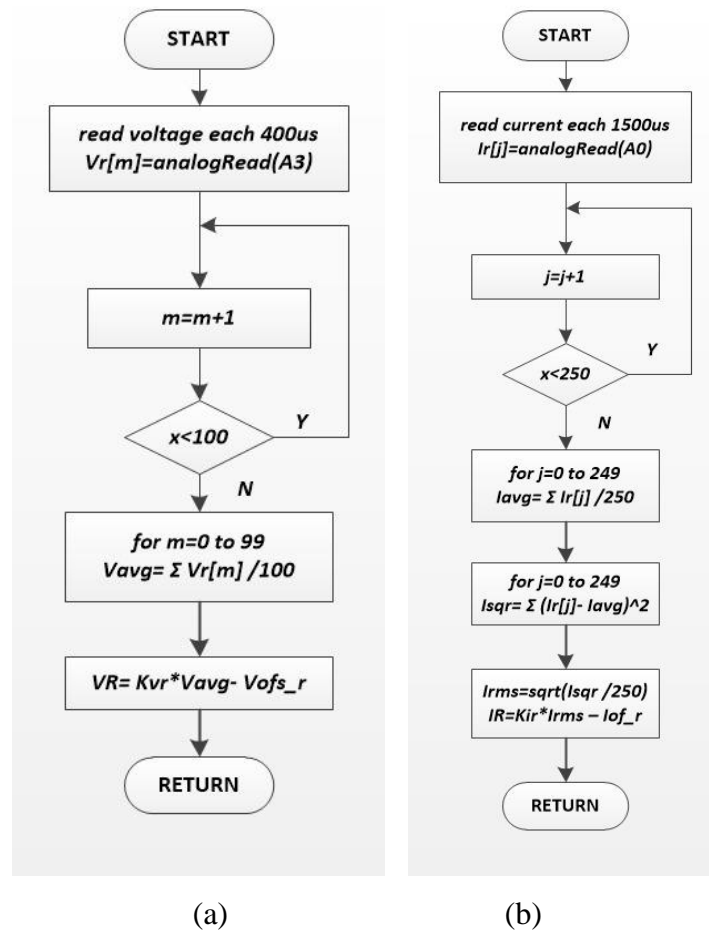 START
read voltage each 400us
Vr[m]=analogRead(A3)
m=m+1
x<100
Y
N
for m=0 to 99
Vavg= Σ Vr[m] /100
VR= Kvr*Vavg- Vofs_r
RETURN
(a)
START
read current each 1500us
Ir[j]=analogRead(A0)
j=j+1
x<250
Y
N
for j=0 to 249
Iavg= Σ Ir[j] /250
for j=0 to 249
Isqr= Σ (Ir[j]- Iavg)^2
Irms=sqrt(Isqr /250)
IR=Kir*Irms – Iof_r
RETURN
(b)